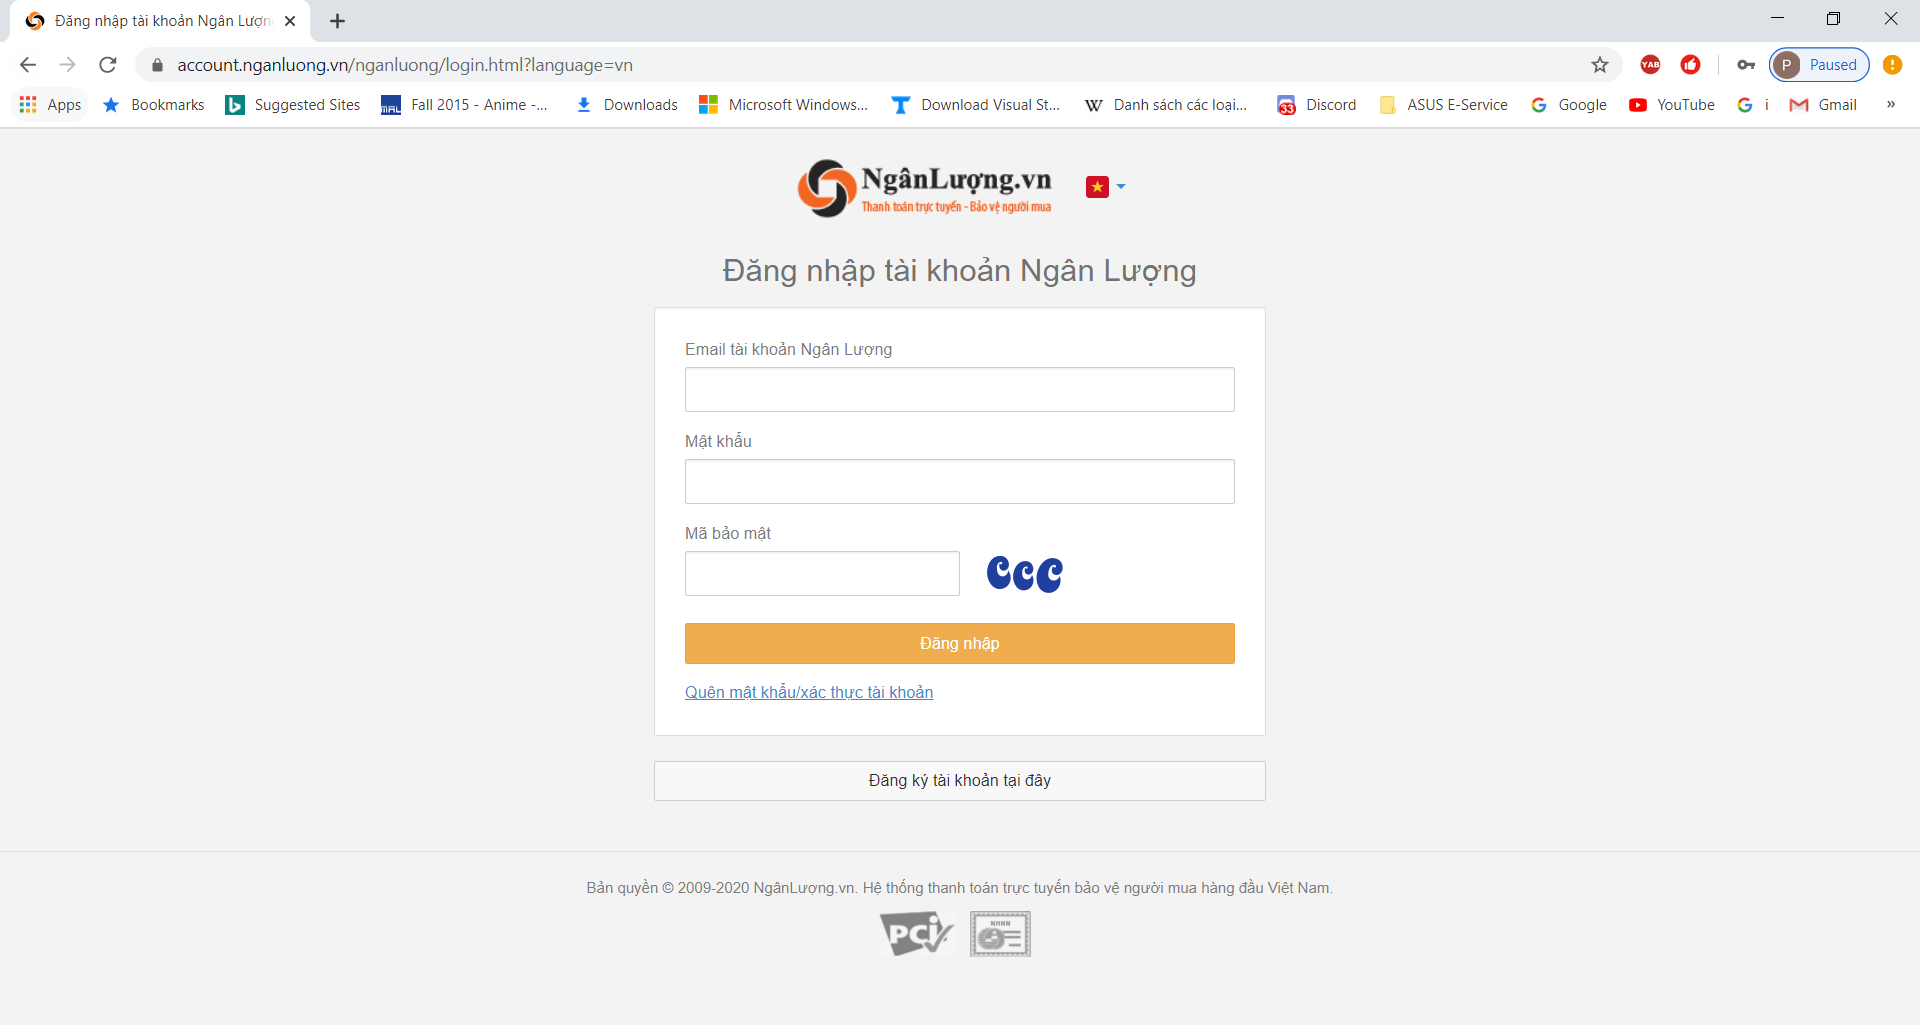 Đăng nhập tài khoản Ngân Lượn
account.nganluong.vn/nganluong/login.html?language=vn
YAB
P Paused
Apps Bookmarks Suggested Sites MAL Fall 2015 - Anime -... Downloads Microsoft Windows... Download Visual St... W Danh sách các loại... 33 Discord ASUS E-Service Google YouTube i Gmail »
NgânLượng.vn
Thanh toán trực tuyến - Bảo vệ người mua
Đăng nhập tài khoản Ngân Lượng
Email tài khoản Ngân Lượng
Mật khẩu
Mã bảo mật
CCC
Đăng nhập
Quên mật khẩu/xác thực tài khoản
Đăng ký tài khoản tại đây
Bản quyền © 2009-2020 NgânLượng.vn. Hệ thống thanh toán trực tuyến bảo vệ người mua hàng đầu Việt Nam.
PCi NHNN